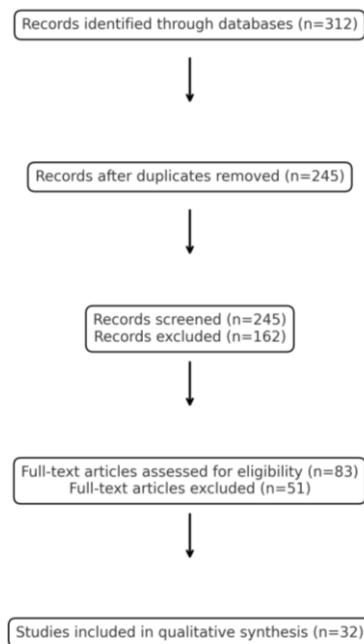 Records identified through databases (n=312)
Records after duplicates removed (n=245)
Records screened (n=245)
Records excluded (n=162)
Full-text articles assessed for eligibility (n=83)
Full-text articles excluded (n=51)
Studies included in qualitative synthesis (n=32)